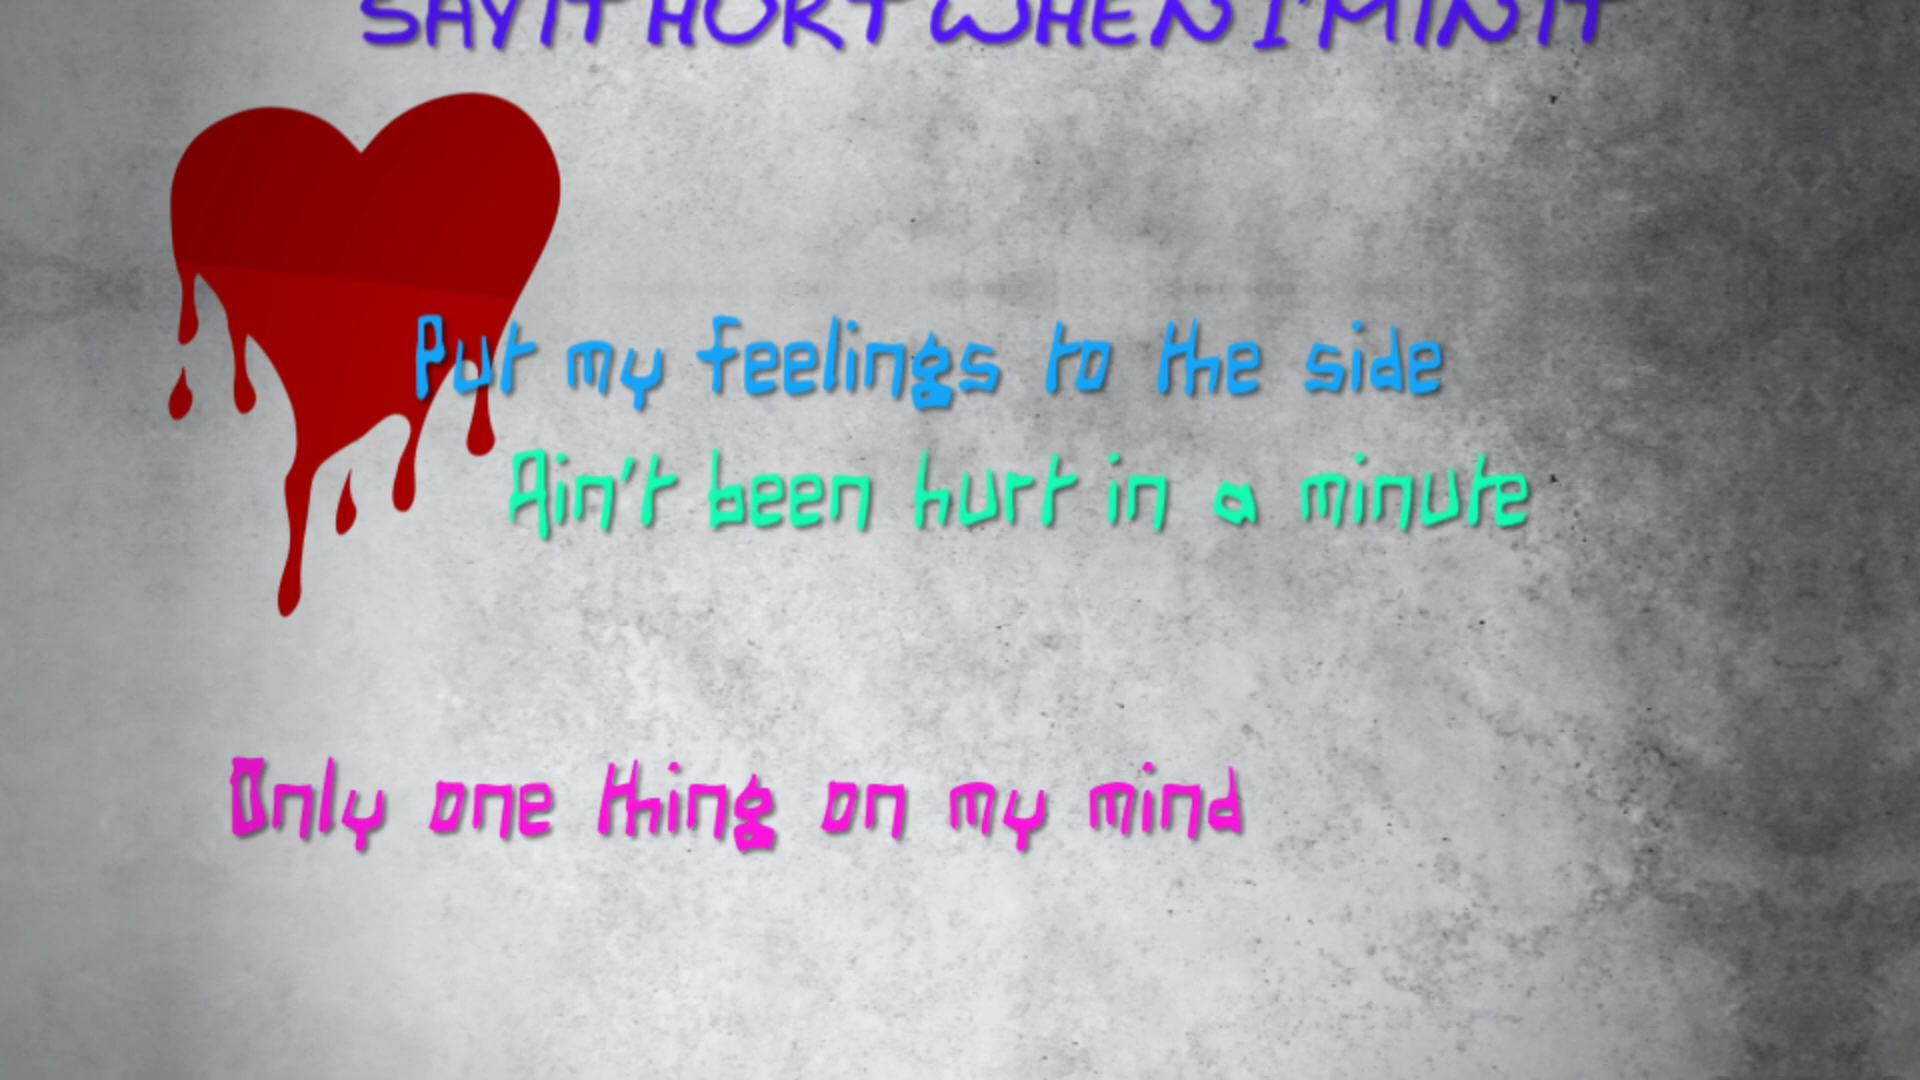 SAY IT HURT WHEN I'M IN IT
Put my feelings to the side
Ain't been hurt in a minute
Only one thing on my mind